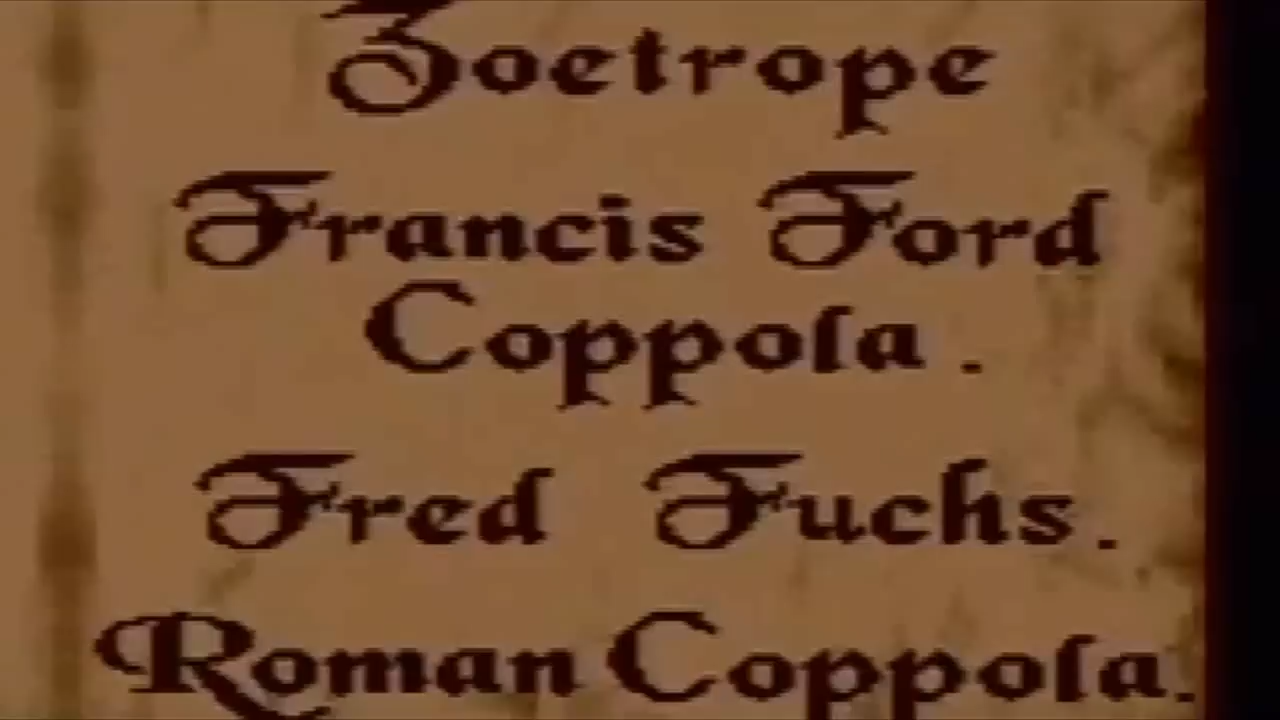 Zoetrope
Francis Ford
Coppola .
Fred Fuchs.
Roman Coppola.